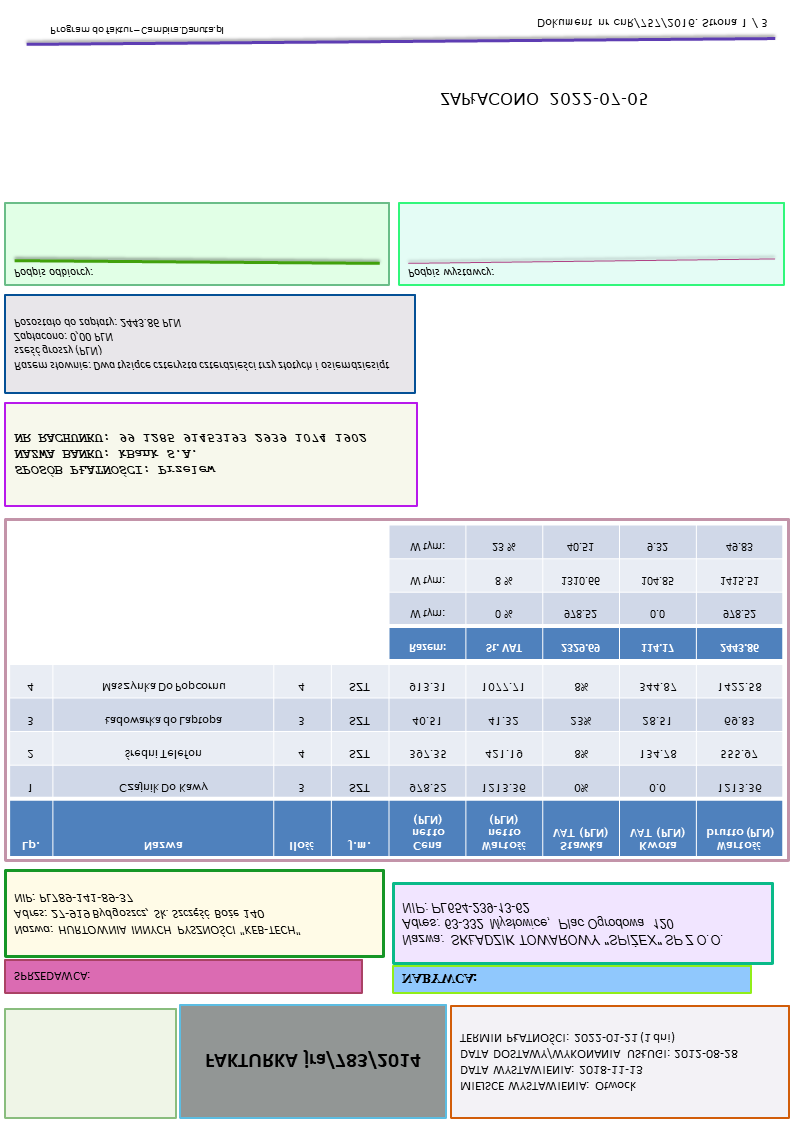 MIEJSCE WYSTAWIENIA: Otwock
DATA WYSTAWIENIA: 2018-11-13
DATA DOSTAWY/WYKONANIA USŁUGI: 2012-08-28
TERMIN PŁATNOŚCI: 2022-01-21 (1 dni)
FAKTURKA jra/783/2014
SPRZEDAWCA:
Nazwa: HURTOWNIA INNYCH PYSZNOŚCI "KEB-TECH"
Adres: 27-919 Bydgoszcz, Sk. Szczęść Boże 140
NIP: PL789-141-89-37
NABYWCA:
Nazwa: SKŁADZIK TOWAROWY "SPIŻEX" SP Z O.O.
Adres: 63-332 Mysłowice, Plac Ogrodowa 120
NIP: PL654-239-13-62
Lp. Nazwa Ilość J.m. Cena netto (PLN) Wartość netto (PLN) Stawka VAT (PLN) Kwota VAT (PLN) Wartość brutto (PLN)
1 Czajnik Do Kawy 3 SZT 978.52 1213.36 0% 0.0 1213.36
2 Średni Telefon 4 SZT 397.35 421.19 8% 134.78 555.97
3 Ładowarka do Laptopa 3 SZT 40.51 41.32 23% 28.51 69.83
4 Maszynka Do Popcornu 4 SZT 913.31 1077.71 8% 344.87 1422.58
Razem: St. VAT 2329.69 114.17 2443.86
W tym: 0 % 978.52 0.0 978.52
W tym: 8 % 1310.66 104.85 1415.51
W tym: 23 % 40.51 9.32 49.83
SPOSÓB PŁATNOŚCI: Przelew
NAZWA BANKU: kBank S.A.
NR RACHUNKU: 99 1285 91453193 2939 1074 1902
Razem słownie: Dwa tysiące czterysta czterdzieści trzy złotych i osiemdziesiąt
sześć groszy (PLN)
Zapłacono: 0,00 PLN
Pozostało do zapłaty: 2443.86 PLN
Podpis odbiorcy:
Podpis wystawcy:
ZAPŁACONO 2022-07-05
Program do faktur – Cambira.Danuta.pl
Dokument nr cnR/757/2016. Strona 1 / 3